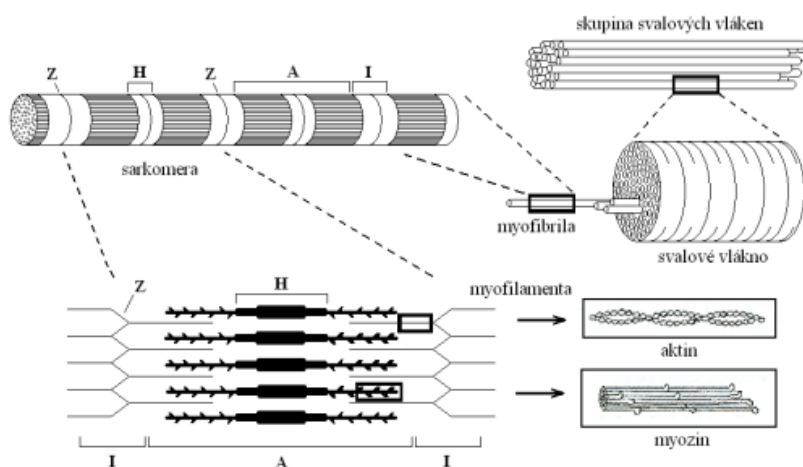 skupina svalových vláken
Z
H
Z
A
I
sarkomera
myofibrila
svalové vlákno
Z
H
myofilamenta
aktin
myozin
I
A
I